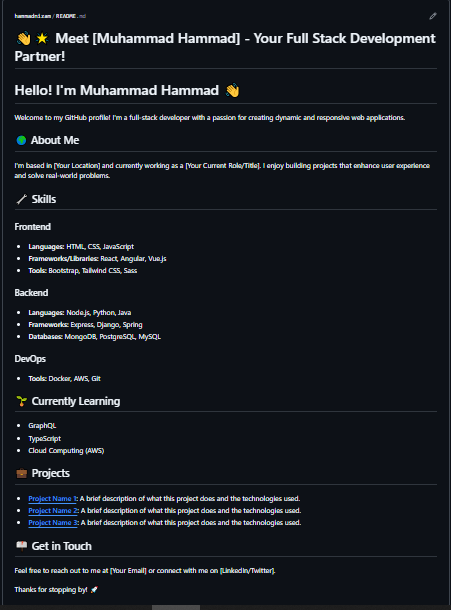 hammadnizam/README.md
👋⭐ Meet [Muhammad Hammad] - Your Full Stack Development
Partner!
Hello! I'm Muhammad Hammad 👋
Welcome to my GitHub profile! I'm a full-stack developer with a passion for creating dynamic and responsive web applications.
🌍 About Me
I'm based in [Your Location] and currently working as a [Your Current Role/Title]. I enjoy building projects that enhance user experience
and solve real-world problems.
🔧 Skills
Frontend
• Languages: HTML, CSS, JavaScript
• Frameworks/Libraries: React, Angular, Vue.js
• Tools: Bootstrap, Tailwind CSS, Sass
Backend
• Languages: Node.js, Python, Java
• Frameworks: Express, Django, Spring
• Databases: MongoDB, PostgreSQL, MySQL
DevOps
• Tools: Docker, AWS, Git
🌱 Currently Learning
• GraphQL
• TypeScript
• Cloud Computing (AWS)
💼 Projects
• Project Name 1: A brief description of what this project does and the technologies used.
• Project Name 2: A brief description of what this project does and the technologies used.
• Project Name 3: A brief description of what this project does and the technologies used.
📫 Get in Touch
Feel free to reach out to me at [Your Email] or connect with me on [LinkedIn/Twitter].
Thanks for stopping by! 🚀